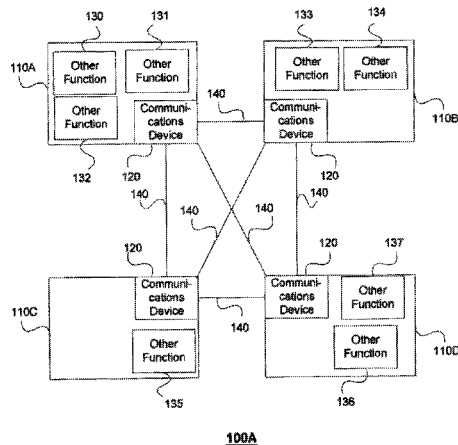 130
131
133
134
110A
Other
Function
Other
Function
Other
Function
Other
Function
Other
Function
132
Communi-
cations
Device
140
Communi-
cations
Device
110B
120
120
140
140
140
140
120
120
137
110C
Communi-
cations
Device
Communi-
cations
Device
Other
Function
140
Other
Function
Other
Function
110D
135
136
100A